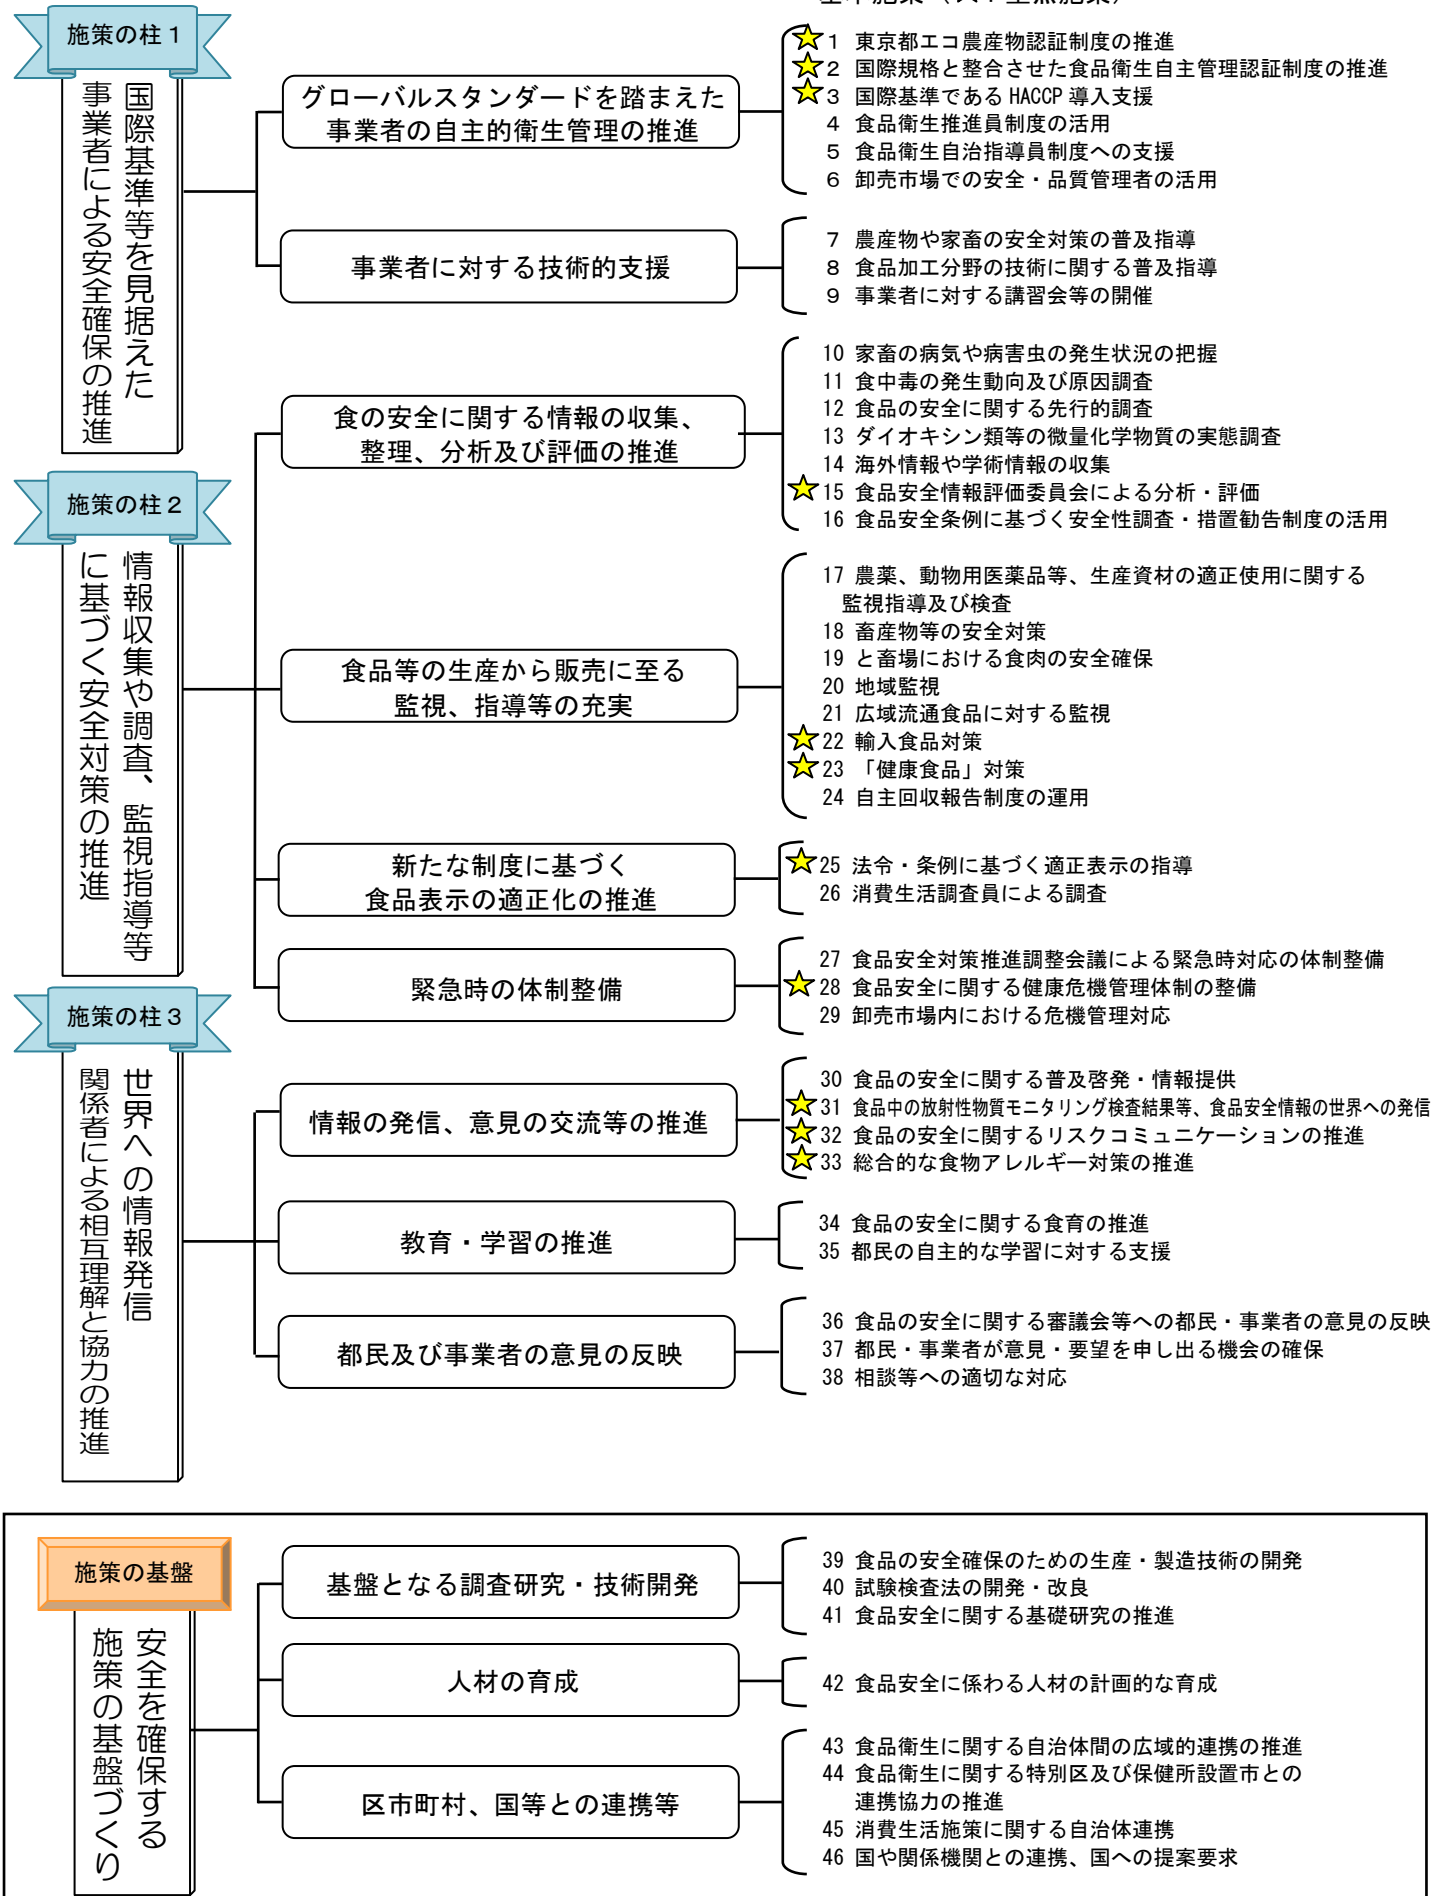 基本施策（☆：重点施策）
施策の柱１
国際基準等を見据えた
事業者による安全確保の推進
グローバルスタンダードを踏まえた
事業者の自主的衛生管理の推進
1 東京都エコ農産物認証制度の推進
2 国際規格と整合させた食品衛生自主管理認証制度の推進
3 国際基準である HACCP 導入支援
4 食品衛生推進員制度の活用
5 食品衛生自治指導員制度への支援
6 卸売市場での安全・品質管理者の活用
事業者に対する技術的支援
7 農産物や家畜の安全対策の普及指導
8 食品加工分野の技術に関する普及指導
9 事業者に対する講習会等の開催
施策の柱２
情報収集や調査、監視指導等
に基づく安全対策の推進
食の安全に関する情報の収集、
整理、分析及び評価の推進
10 家畜の病気や病害虫の発生状況の把握
11 食中毒の発生動向及び原因調査
12 食品の安全に関する先行的調査
13 ダイオキシン類等の微量化学物質の実態調査
14 海外情報や学術情報の収集
15 食品安全情報評価委員会による分析・評価
16 食品安全条例に基づく安全性調査・措置勧告制度の活用
食品等の生産から販売に至る
監視、指導等の充実
17 農薬、動物用医薬品等、生産資材の適正使用に関する
監視指導及び検査
18 畜産物等の安全対策
19 と畜場における食肉の安全確保
20 地域監視
21 広域流通食品に対する監視
22 輸入食品対策
23 「健康食品」対策
24 自主回収報告制度の運用
新たな制度に基づく
食品表示の適正化の推進
25 法令・条例に基づく適正表示の指導
26 消費生活調査員による調査
緊急時の体制整備
27 食品安全対策推進調整会議による緊急時対応の体制整備
28 食品安全に関する健康危機管理体制の整備
29 卸売市場内における危機管理対応
施策の柱３
世界への情報発信
関係者による相互理解と協力の推進
情報の発信、意見の交流等の推進
30 食品の安全に関する普及啓発・情報提供
31 食品中の放射性物質モニタリング検査結果等、食品安全情報の世界への発信
32 食品の安全に関するリスクコミュニケーションの推進
33 総合的な食物アレルギー対策の推進
教育・学習の推進
34 食品の安全に関する食育の推進
35 都民の自主的な学習に対する支援
都民及び事業者の意見の反映
36 食品の安全に関する審議会等への都民・事業者の意見の反映
37 都民・事業者が意見・要望を申し出る機会の確保
38 相談等への適切な対応
施策の基盤
安全を確保する
施策の基盤づくり
基盤となる調査研究・技術開発
39 食品の安全確保のための生産・製造技術の開発
40 試験検査法の開発・改良
41 食品安全に関する基礎研究の推進
人材の育成
42 食品安全に係わる人材の計画的な育成
区市町村、国等との連携等
43 食品衛生に関する自治体間の広域的連携の推進
44 食品衛生に関する特別区及び保健所設置市との
連携協力の推進
45 消費生活施策に関する自治体連携
46 国や関係機関との連携、国への提案要求